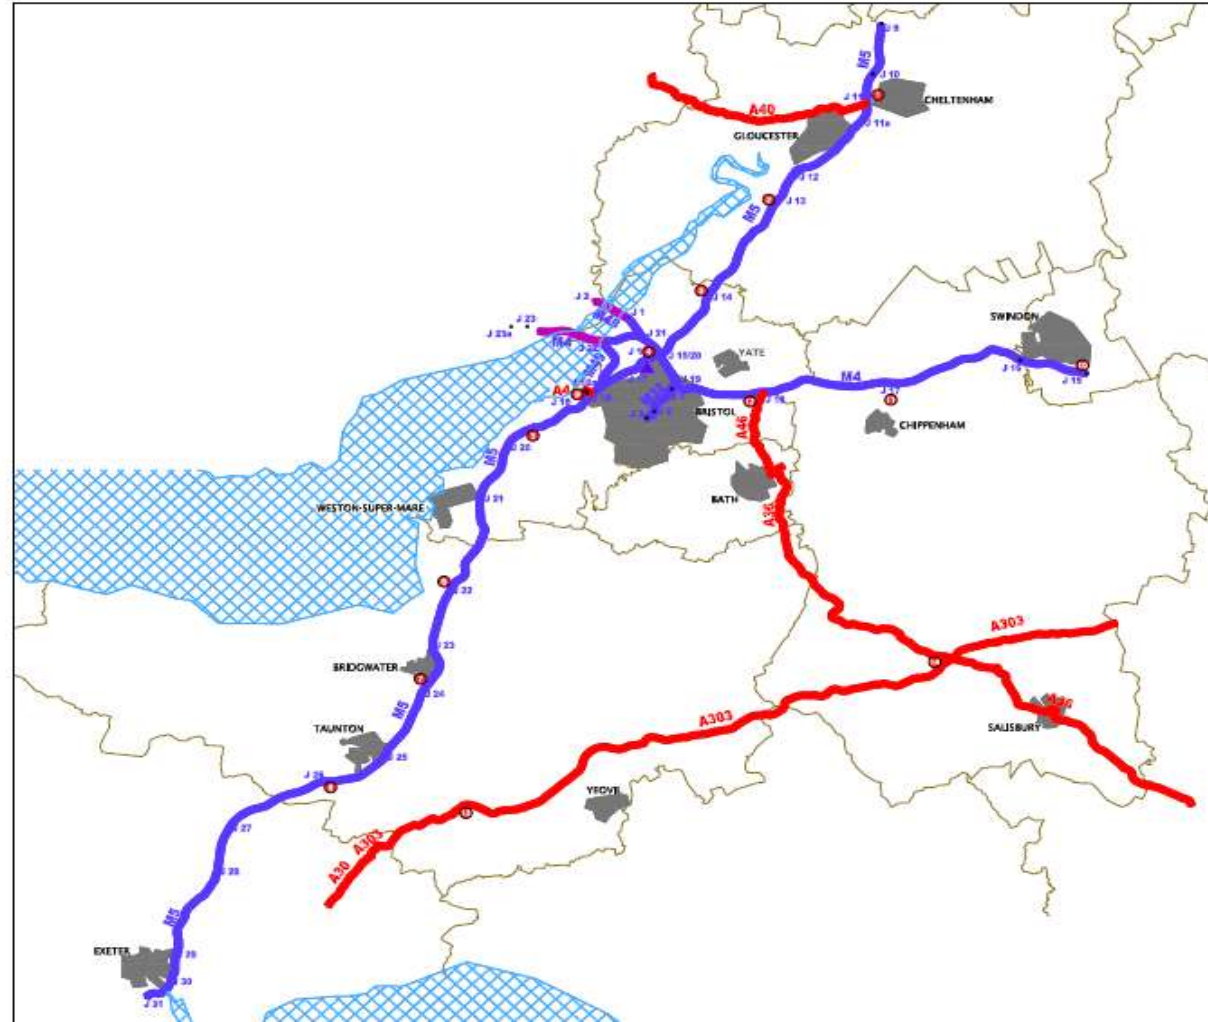 J 9
M5
J 10
J 11
CHELTENHAM
A40
J 11a
GLOUCESTER
J 12
J 13
M5
J 14
J 2
J 1
M48
SWINDON
J 23
J 23a
J 21
M4
J 22
J 15/20
YATE
M49
J 19
J 16
J 15
M4
J 17
A4
J 18
J 18
BRISTOL
A46
CHIPPENHAM
J 20
M5
J 21
BATH
WESTON-SUPER-MARE
A36
J 22
A303
J 23
BRIDGWATER
J 24
M5
A36
A303
SALISBURY
TAUNTON
J 25
J 26
YEOVIL
J 27
A303
A30
J 28
M5
EXETER
J 29
J 30
J 31